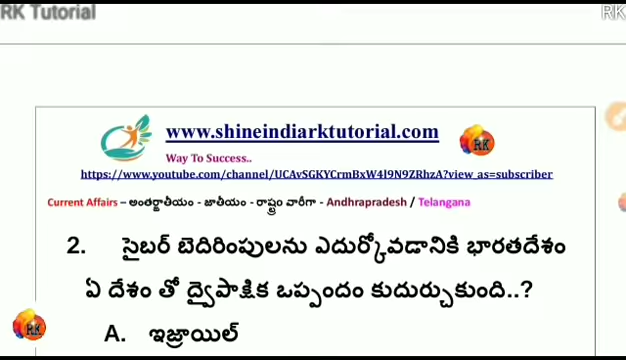 RK Tutorial
RK
www.shineindiarktutorial.com
RK
Way To Success..
https://www.youtube.com/channel/UCAvSGKYCrmBxW4I9N9ZRhzA?view_as=subscriber
Current Affairs – అంతర్జాతీయం - జాతీయం - రాష్ట్రం వారీగా - Andhrapradesh / Telangana
2. సైబర్ బెదిరింపులను ఎదుర్కోవడానికి భారతదేశం
ఏ దేశం తో ద్వైపాక్షిక ఒప్పందం కుదుర్చుకుంది..?
RK
A. ఇజ్రాయిల్